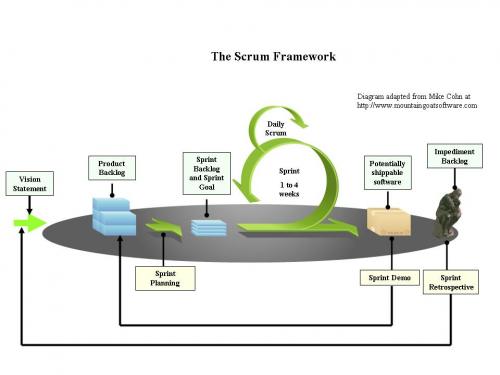 The Scrum Framework
Diagram adapted from Mike Cohn at
http://www.mountaingoatsoftware.com
Daily
Scrum
Vision
Statement
Product
Backlog
Sprint
Backlog
and Sprint
Goal
Sprint
1 to 4
weeks
Potentially
shippable
software
Impediment
Backlog
Sprint
Planning
Sprint Demo
Sprint
Retrospective